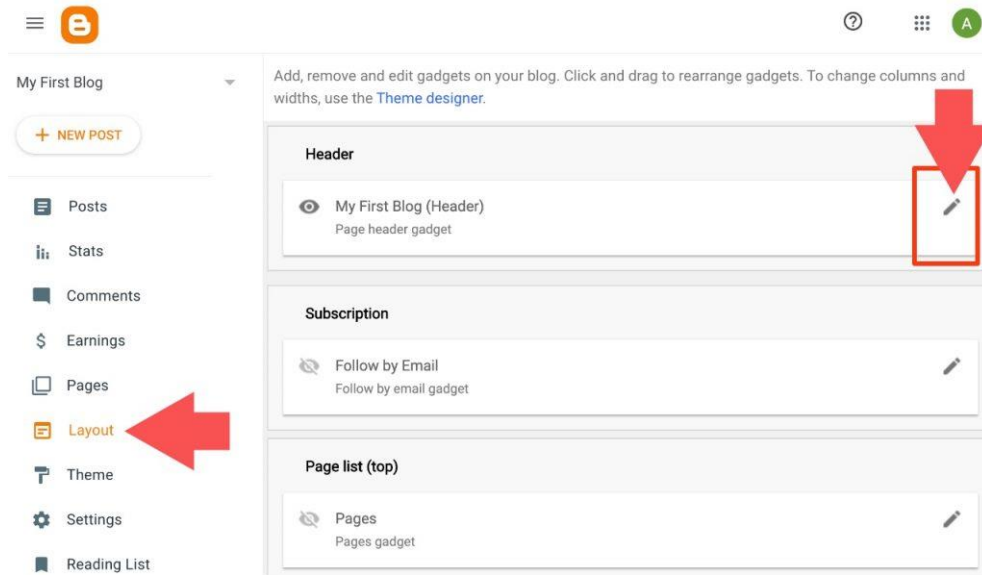 A
My First Blog
+ NEW POST
Posts
Stats
Comments
$ Earnings
Pages
Layout
Theme
Settings
Reading List
Add, remove and edit gadgets on your blog. Click and drag to rearrange gadgets. To change columns and
widths, use the Theme designer.
Header
My First Blog (Header)
Page header gadget
Subscription
Follow by Email
Follow by email gadget
Page list (top)
Pages
Pages gadget